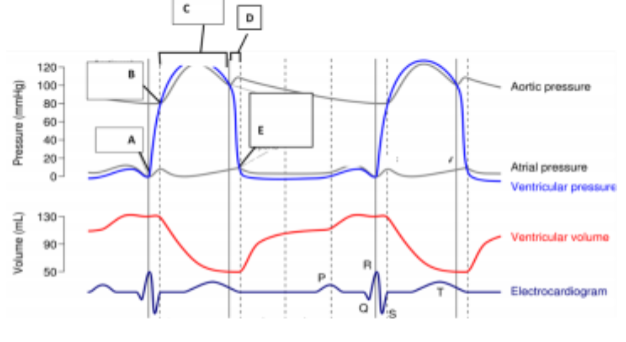 C
D
B
A
E
Pressure (mmHg)
120
100
80
60
40
20
0
Aortic pressure
Atrial pressure
Ventricular pressure
Volume (mL)
130
90
50
Ventricular volume
R
P
T
Q
S
Electrocardiogram